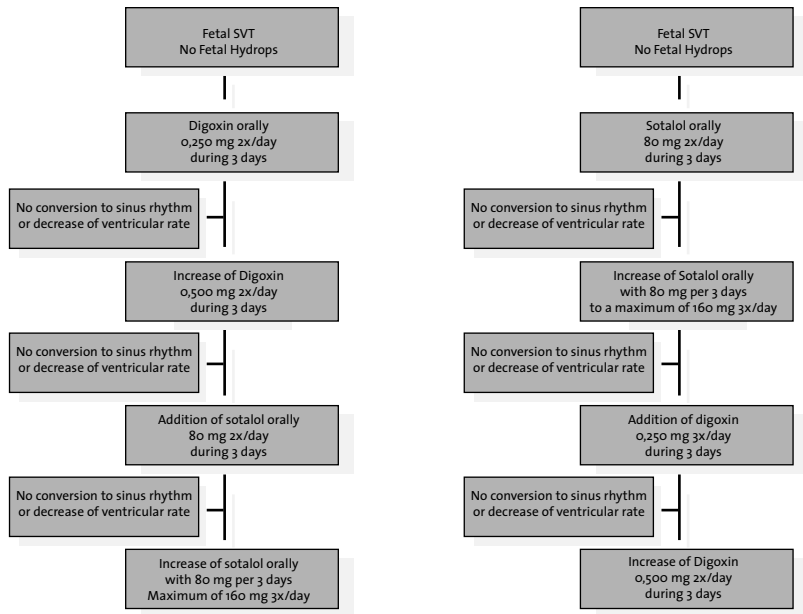 Fetal SVT
No Fetal Hydrops
Digoxin orally
0,250 mg 2x/day
during 3 days
No conversion to sinus rhythm
or decrease of ventricular rate
Increase of Digoxin
0,500 mg 2x/day
during 3 days
No conversion to sinus rhythm
or decrease of ventricular rate
Addition of sotalol orally
80 mg 2x/day
during 3 days
No conversion to sinus rhythm
or decrease of ventricular rate
Increase of sotalol orally
with 80 mg per 3 days
Maximum of 160 mg 3x/day
Fetal SVT
No Fetal Hydrops
Sotalol orally
80 mg 2x/day
during 3 days
No conversion to sinus rhythm
or decrease of ventricular rate
Increase of Sotalol orally
with 80 mg per 3 days
to a maximum of 160 mg 3x/day
No conversion to sinus rhythm
or decrease of ventricular rate
Addition of digoxin
0,250 mg 3x/day
during 3 days
No conversion to sinus rhythm
or decrease of ventricular rate
Increase of Digoxin
0,500 mg 2x/day
during 3 days